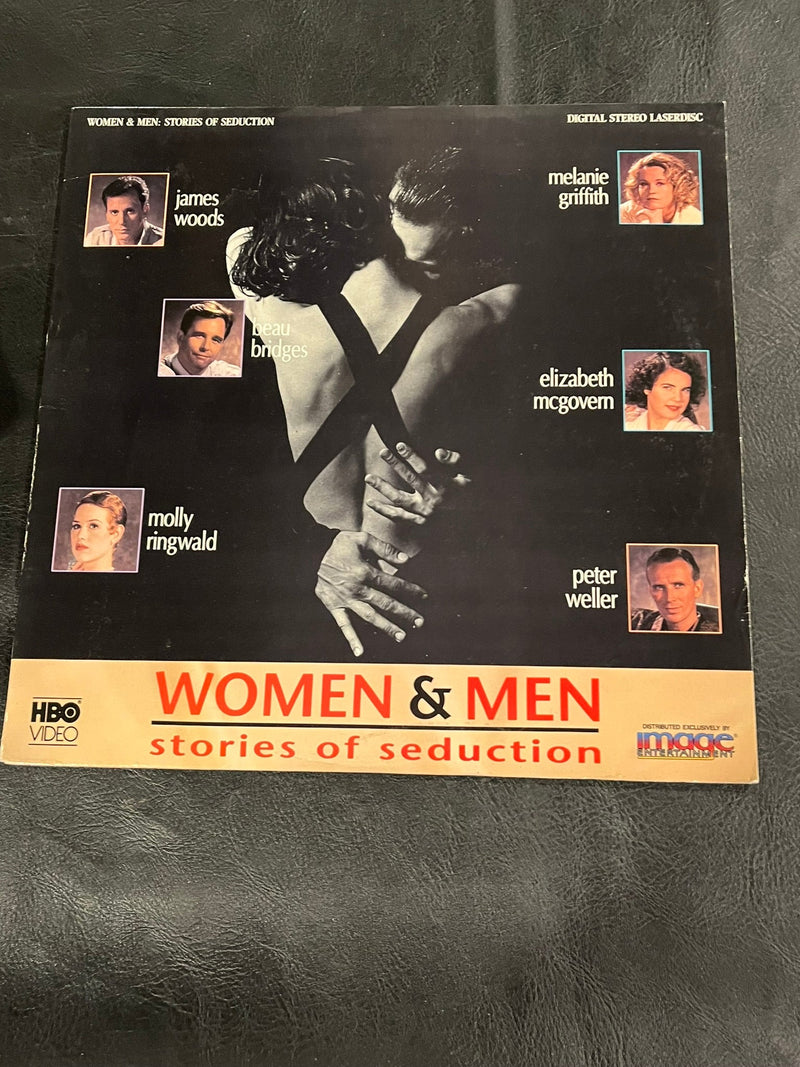 WOMEN & MEN: STORIES OF SEDUCTION
DIGITAL STEREO LASERDISC
james
woods
melanie
griffith
beau
bridges
elizabeth
mcgovern
molly
ringwald
peter
weller
HBO
VIDEO
WOMEN & MEN
stories of seduction
DISTRIBUTED EXCLUSIVELY BY
image
ENTERTAINMENT